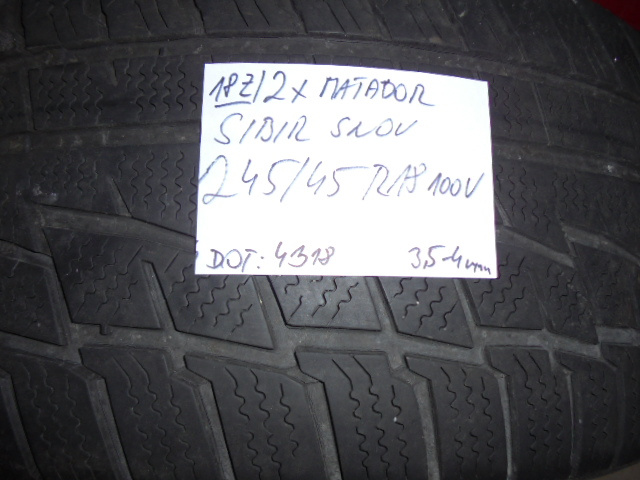 18Z/2x MATADOR
SIBIR SNOW
245/45 R18 100V
DOT: 4318 3,5-4mm